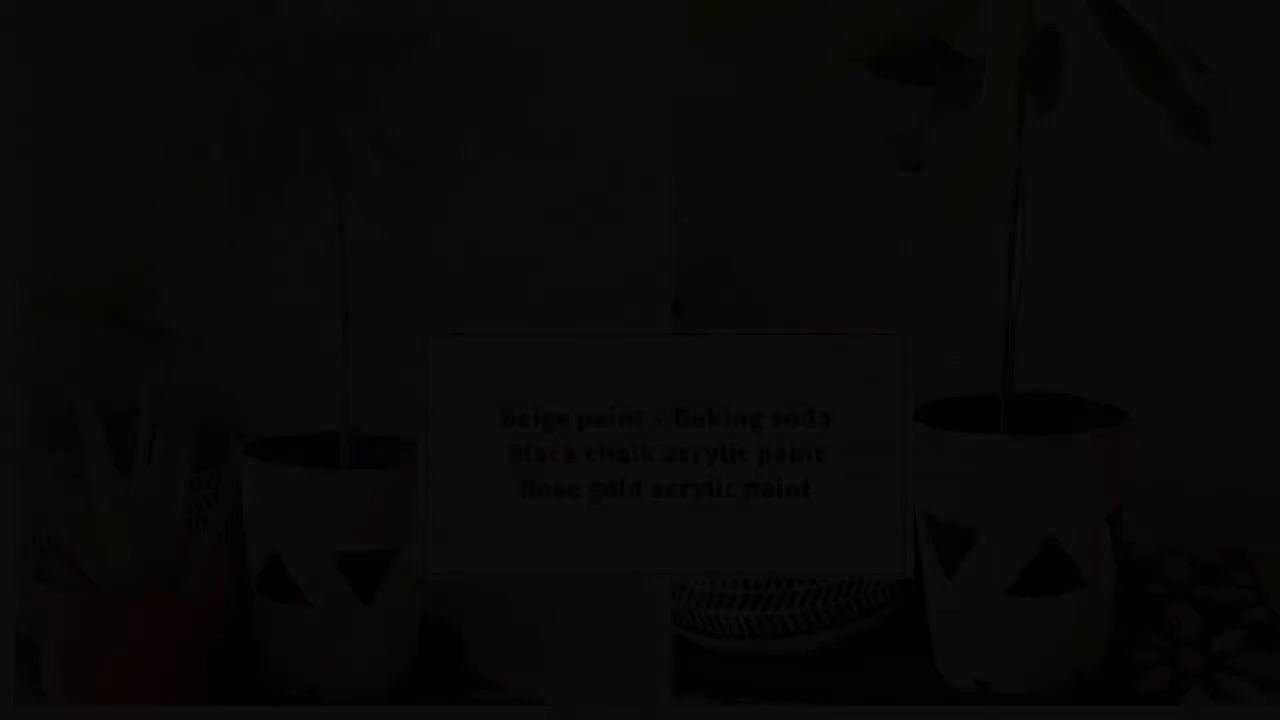 Beige paint + Baking soda
Black chalk acrylic paint
Rose gold acrylic paint